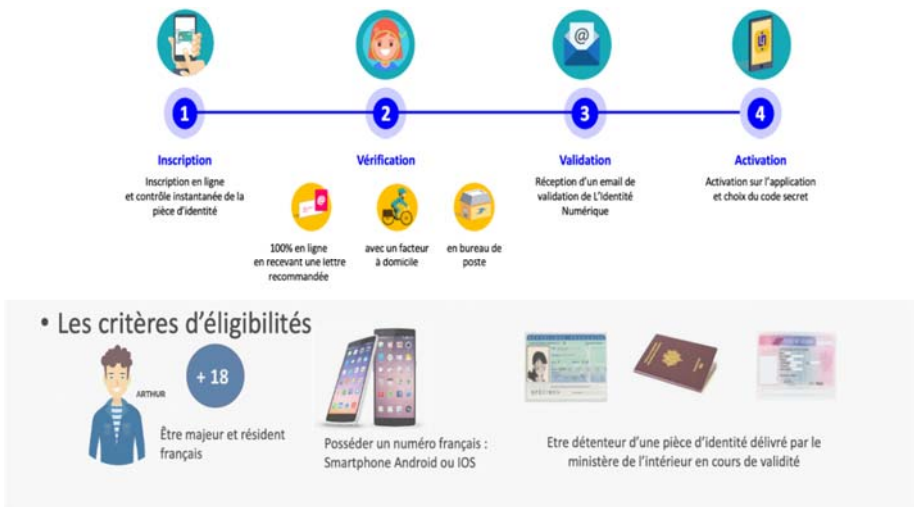 1
2
3
4
Inscription
Inscription en ligne
et contrôle instantanée de la
pièce d'identité
Vérification
100% en ligne
en recevant une lettre
recommandée
avec un facteur
à domicile
en bureau de
poste
Validation
Réception d'un email de
validation de L'Identité
Numérique
Activation
Activation sur l'application
et choix du code secret
• Les critères d'éligibilités
ARTHUR
+ 18
Être majeur et résident
français
Posséder un numéro français :
Smartphone Android ou IOS
Etre détenteur d'une pièce d'identité délivré par le
ministère de l'intérieur en cours de validité